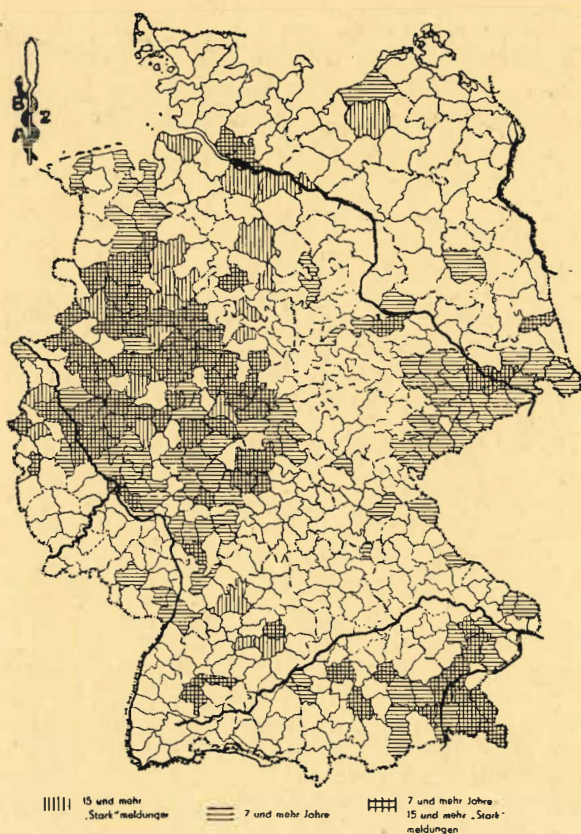 15 und mehr
„Stark"meldungen
7 und mehr Jahre
7 und mehr Jahre
15 und mehr „Stark"-
meldungen